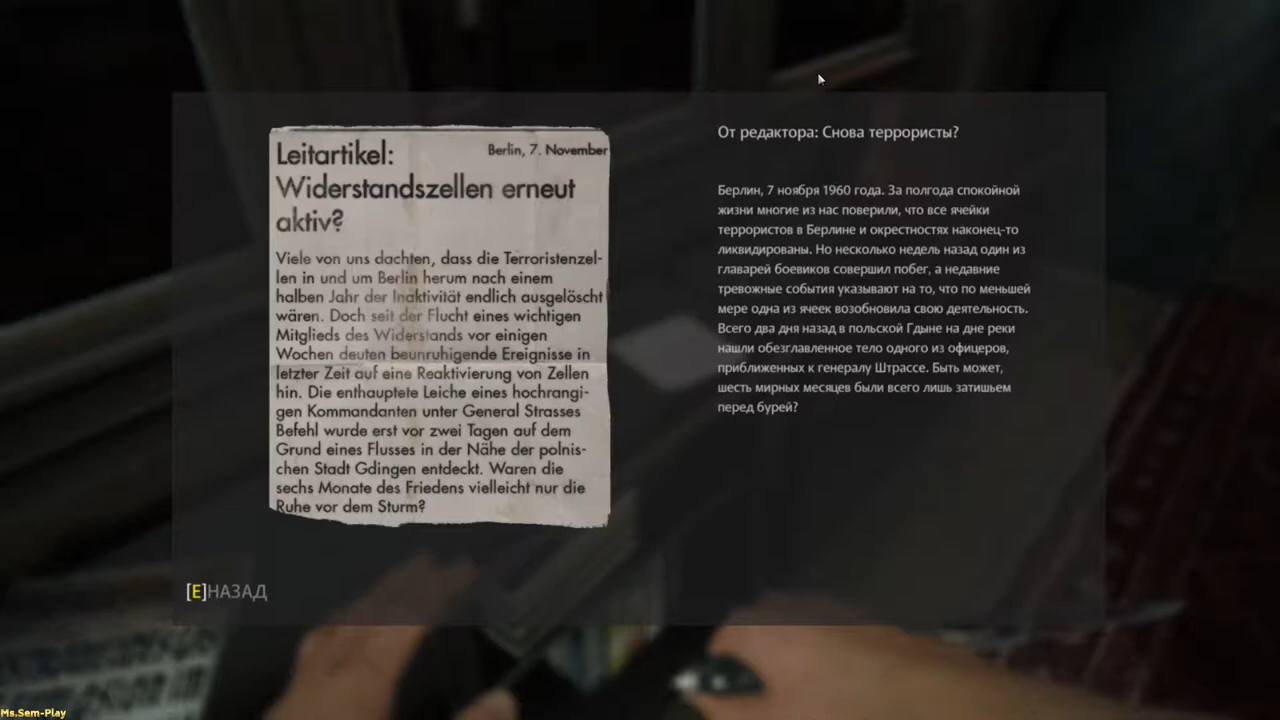 Leitartikel:
Berlin, 7. November
Widerstandszellen erneut
aktiv?
Viele von uns dachten, dass die Terroristenzel-
len in und um Berlin herum nach einem
halben Jahr der Inaktivität endlich ausgelöscht
wären. Doch seit der Flucht eines wichtigen
Mitglieds des Widerstands vor einigen
Wochen deuten beunruhigende Ereignisse in
letzter Zeit auf eine Reaktivierung von Zellen
hin. Die enthauptete Leiche eines hochrangi-
gen Kommandanten unter General Strasses
Befehl wurde erst vor zwei Tagen auf dem
Grund eines Flusses in der Nähe der polnis-
chen Stadt Gdingen entdeckt. Waren die
sechs Monate des Friedens vielleicht nur die
Ruhe vor dem Sturm?
От редактора: Снова террористы?
Берлин, 7 ноября 1960 года. За полгода спокойной
жизни многие из нас поверили, что все ячейки
террористов в Берлине и окрестностях наконец-то
ликвидированы. Но несколько недель назад один из
главарей боевиков совершил побег, а недавние
тревожные события указывают на то, что по меньшей
мере одна из ячеек возобновила свою деятельность.
Всего два дня назад в польской Гдыне на дне реки
нашли обезглавленное тело одного из офицеров,
приближенных к генералу Штрассе. Быть может,
шесть мирных месяцев были всего лишь затишьем
перед бурей?
[E]НАЗАД
Ms.Sem-Play